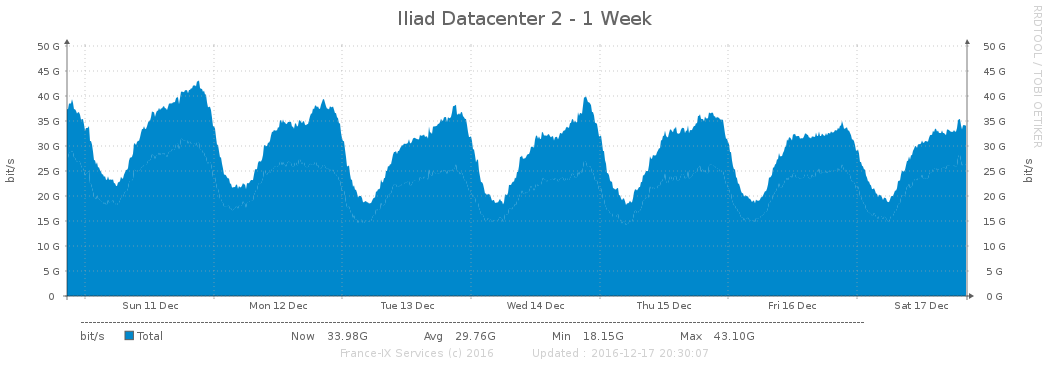 Iliad Datacenter 2 - 1 Week
RRDTOOL / TOBI OETIKER
bit/s
50 G 50 G
45 G 45 G
40 G 40 G
35 G 35 G
30 G 30 G
25 G 25 G
20 G 20 G
15 G 15 G
10 G 10 G
5 G 5 G
0 0 G
bit/s
Sun 11 Dec Mon 12 Dec Tue 13 Dec Wed 14 Dec Thu 15 Dec Fri 16 Dec Sat 17 Dec
bit/s Total Now 33.98G Avg 29.76G Min 18.15G Max 43.10G
France-IX Services (c) 2016 Updated : 2016-12-17 20:30:07